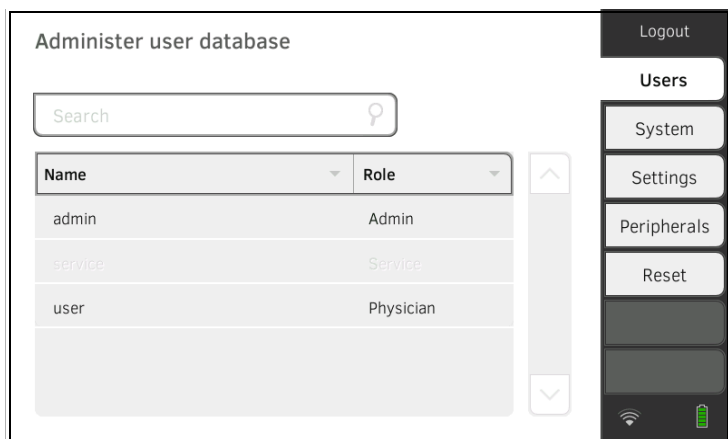 Administer user database
Search
Name Role
admin Admin
service Service
user Physician
Logout
Users
System
Settings
Peripherals
Reset